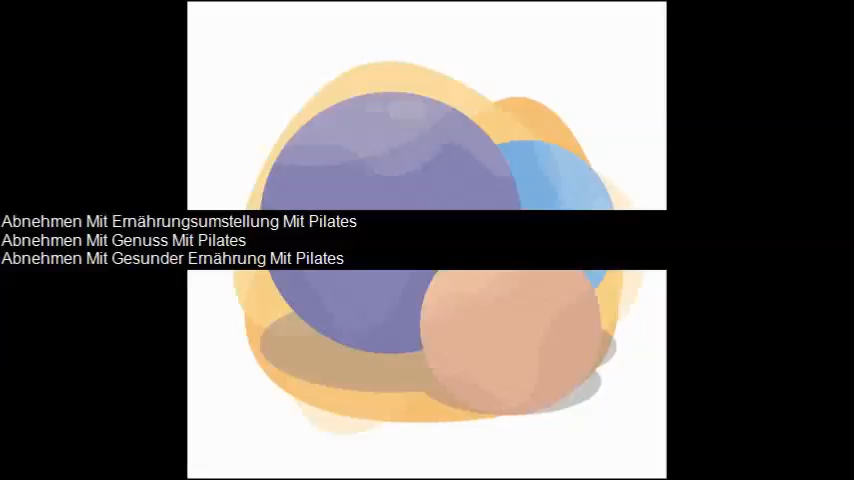 Abnehmen Mit Ernährungsumstellung Mit Pilates
Abnehmen Mit Genuss Mit Pilates
Abnehmen Mit Gesunder Ernährung Mit Pilates